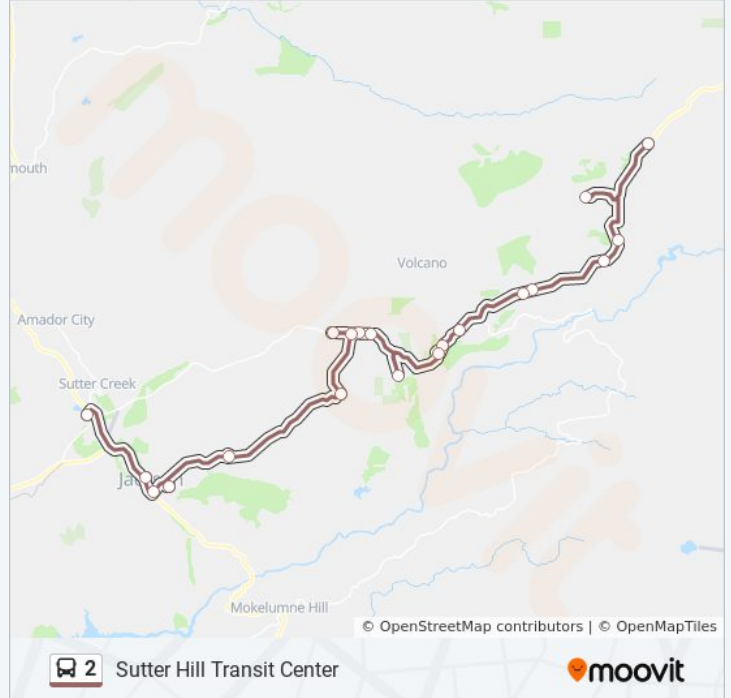 mouth
Volcano
Amador City
Sutter Creek
Mokelumne Hill
© OpenStreetMap contributors | © OpenMapTiles
2 Sutter Hill Transit Center
moovit